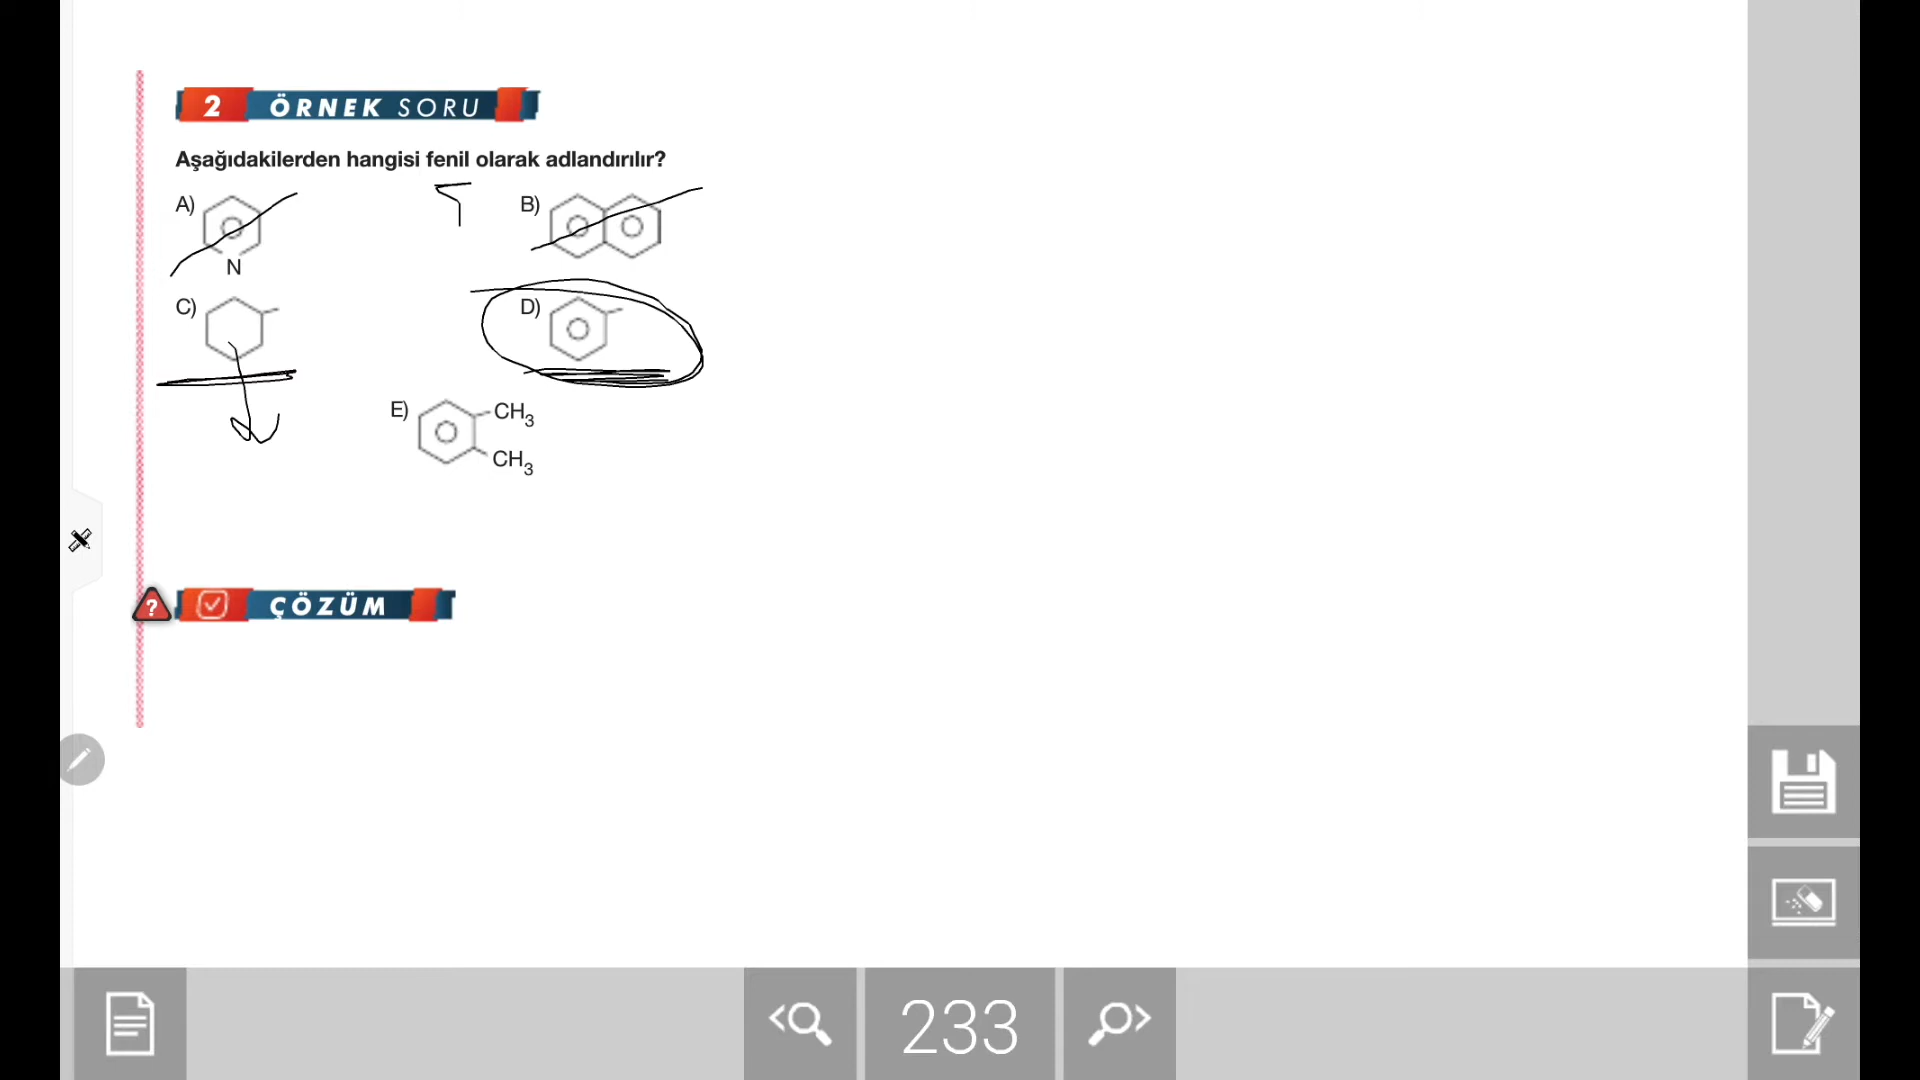 2 ÖRNEK SORU
Aşağıdakilerden hangisi fenil olarak adlandırılır?
A) N
B)
C)
D)
E) CH3
CH3
? ÇÖZÜM
233